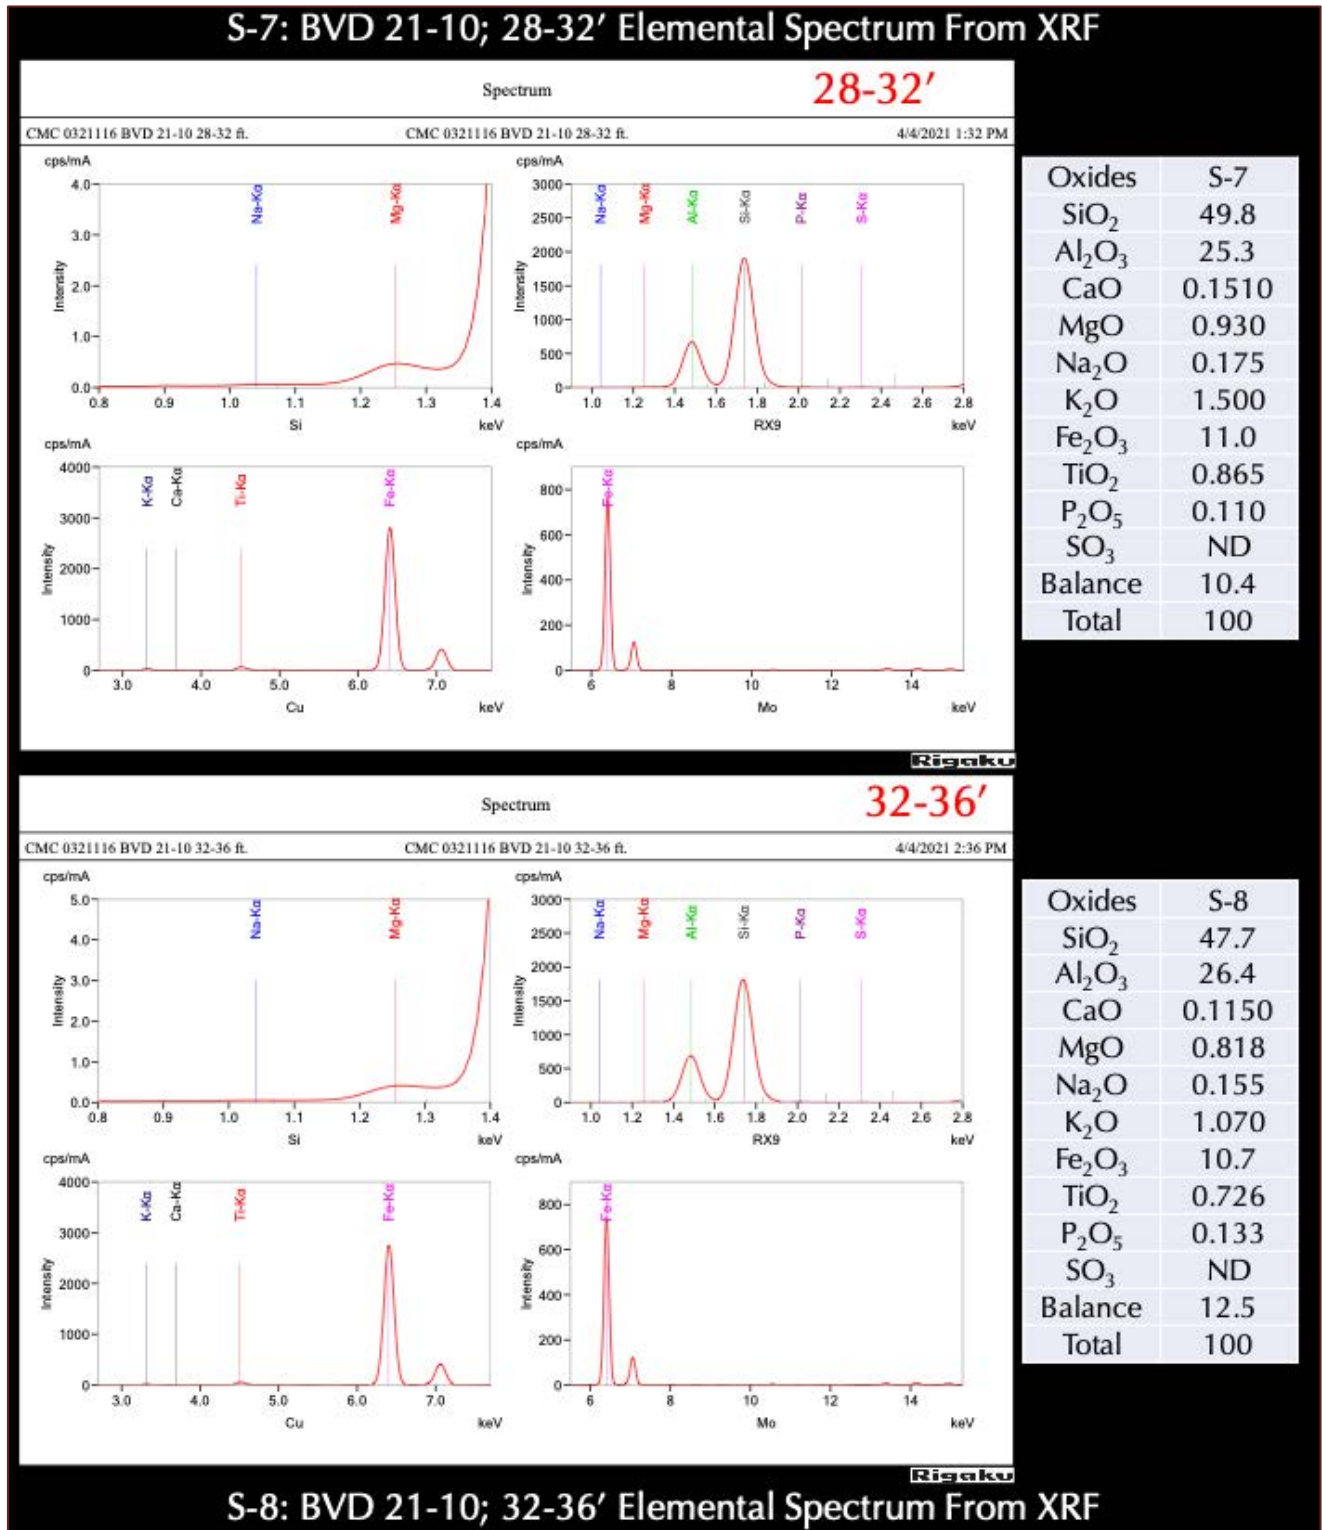 S-7: BVD 21-10; 28-32′ Elemental Spectrum From XRF
Spectrum
28-32′
CMC 0321116 BVD 21-10 28-32 ft.
CMC 0321116 BVD 21-10 28-32 ft.
4/4/2021 1:32 PM
cps/mA
4.0
3.0
2.0
1.0
0.0
Intensity
Na-Kα
Mg-Kα
0.8 0.9 1.0 1.1 1.2 1.3 1.4
Si
keV
cps/mA
3000
2500
2000
1500
1000
500
0
Intensity
Na-Kα
Mg-Kα
Al-Kα
Si-Kα
P-Kα
S-Kα
1.0 1.2 1.4 1.6 1.8 2.0 2.2 2.4 2.6 2.8
RX9
keV
cps/mA
4000
3000
2000
1000
0
Intensity
K-Kα
Ca-Kα
Ti-Kα
Fe-Kα
3.0 4.0 5.0 6.0 7.0
Cu
keV
cps/mA
800
600
400
200
0
Intensity
Fe-Kα
6 8 10 12 14
Mo
keV
Rigaku
Oxides S-7
SiO₂ 49.8
Al₂O₃ 25.3
CaO 0.1510
MgO 0.930
Na₂O 0.175
K₂O 1.500
Fe₂O₃ 11.0
TiO₂ 0.865
P₂O₅ 0.110
SO₃ ND
Balance 10.4
Total 100
Spectrum
32-36′
CMC 0321116 BVD 21-10 32-36 ft.
CMC 0321116 BVD 21-10 32-36 ft.
4/4/2021 2:36 PM
cps/mA
5.0
4.0
3.0
2.0
1.0
0.0
Intensity
Na-Kα
Mg-Kα
0.8 0.9 1.0 1.1 1.2 1.3 1.4
Si
keV
cps/mA
3000
2500
2000
1500
1000
500
0
Intensity
Na-Kα
Mg-Kα
Al-Kα
Si-Kα
P-Kα
S-Kα
1.0 1.2 1.4 1.6 1.8 2.0 2.2 2.4 2.6 2.8
RX9
keV
cps/mA
4000
3000
2000
1000
0
Intensity
K-Kα
Ca-Kα
Ti-Kα
Fe-Kα
3.0 4.0 5.0 6.0 7.0
Cu
keV
cps/mA
800
600
400
200
0
Intensity
Fe-Kα
6 8 10 12 14
Mo
keV
Rigaku
Oxides S-8
SiO₂ 47.7
Al₂O₃ 26.4
CaO 0.1150
MgO 0.818
Na₂O 0.155
K₂O 1.070
Fe₂O₃ 10.7
TiO₂ 0.726
P₂O₅ 0.133
SO₃ ND
Balance 12.5
Total 100
S-8: BVD 21-10; 32-36′ Elemental Spectrum From XRF